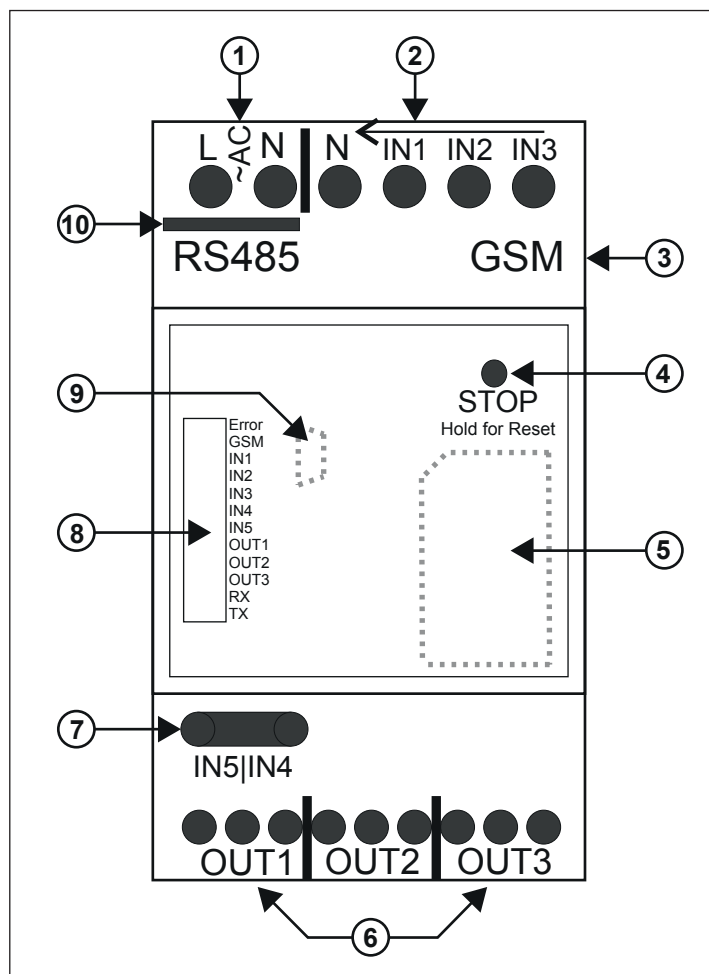 1
2
L ~AC N N IN1 IN2 IN3
10
RS485 GSM
3
9
4
STOP
Hold for Reset
Error
GSM
IN1
IN2
IN3
IN4
IN5
OUT1
OUT2
OUT3
RX
TX
8
5
7
IN5|IN4
OUT1 OUT2 OUT3
6